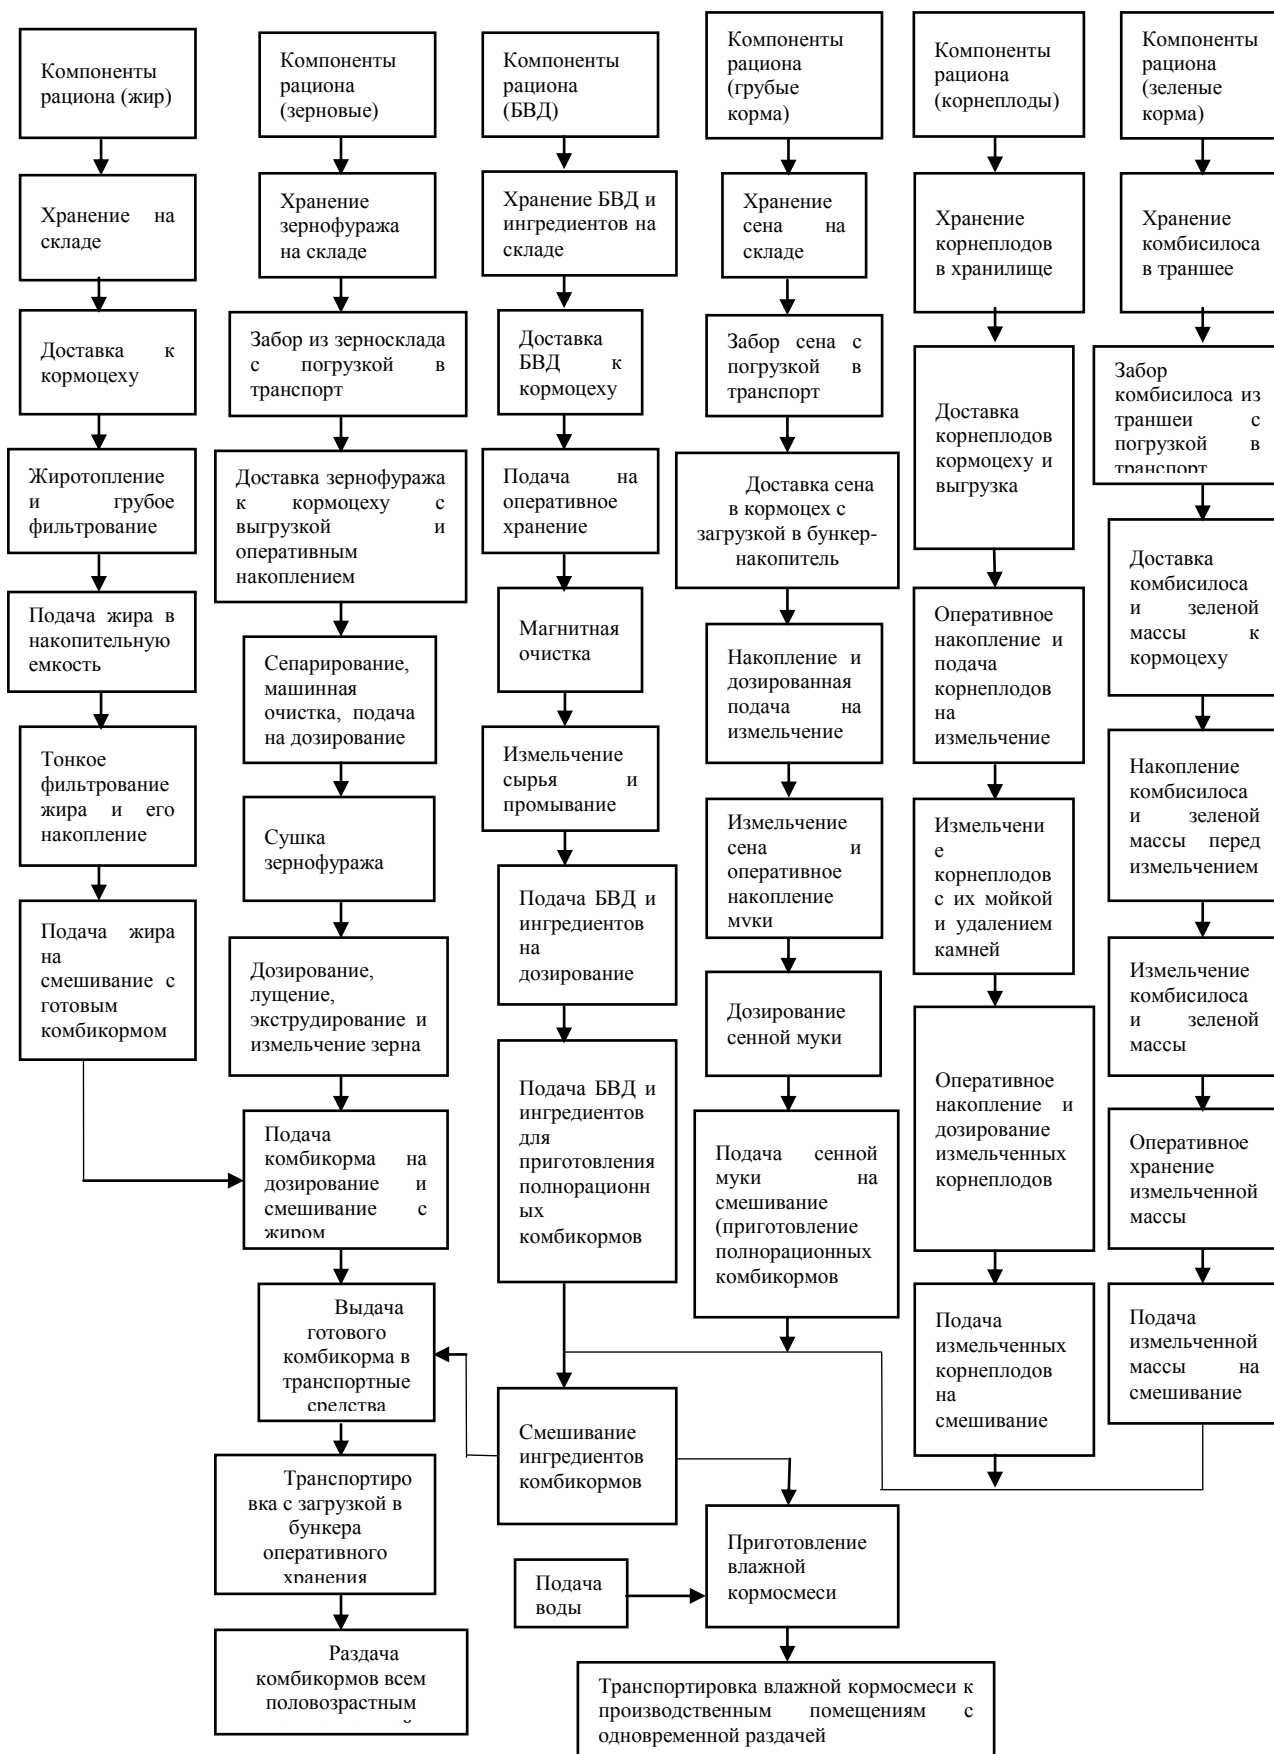 Компоненты
рациона (жир)
Хранение на
складе
Доставка к
кормоцеху
Жиротопление
и грубое
фильтрование
Подача жира в
накопительную
емкость
Тонкое
фильтрование
жира и его
накопление
Подача жира
на
смешивание с
готовым
комбикормом
Компоненты
рациона
(зерновые)
Хранение
зернофуража
на складе
Забор из зерносклада
с погрузкой в
транспорт
Доставка зернофуража
к кормоцеху с
выгрузкой и
оперативным
накоплением
Сепарирование,
машинная
очистка, подача
на дозирование
Сушка
зернофуража
Дозирование,
лущение,
экструдирование и
измельчение зерна
Подача
комбикорма на
дозирование и
смешивание с
жиром
Выдача
готового
комбикорма в
транспортные
средства
Транспортиро
вка с загрузкой в
бункера
оперативного
хранения
Раздача
комбикормов всем
половозрастным
Компоненты
рациона
(БВД)
Хранение БВД и
ингредиентов на
складе
Доставка
БВД к
кормоцеху
Подача на
оперативное
хранение
Магнитная
очистка
Измельчение
сырья и
промывание
Подача БВД и
ингредиентов
на
дозирование
Подача БВД и
ингредиентов
для
приготовления
полнорационн
ых
комбикормов
Смешивание
ингредиентов
комбикормов
Подача
воды
Компоненты
рациона
(грубые
корма)
Хранение
сена на
складе
Забор сена с
погрузкой в
транспорт
Доставка сена
в кормоцех с
загрузкой в бункер-
накопитель
Накопление и
дозированная
подача на
измельчение
Измельчение
сена и
оперативное
накопление
муки
Дозирование
сенной муки
Подача сенной
муки на
смешивание
(приготовление
полнорационных
комбикормов
Приготовление
влажной
кормосмеси
Транспортировка влажной кормосмеси к
производственным помещениям с
одновременной раздачей
Компоненты
рациона
(корнеплоды)
Хранение
корнеплодов
в хранилище
Доставка
корнеплодов
кормоцеху и
выгрузка
Оперативное
накопление и
подача
корнеплодов
на
измельчение
Измельчени
е
корнеплодов
с их мойкой
и удалением
камней
Оперативное
накопление и
дозирование
измельченных
корнеплодов
Подача
измельченных
корнеплодов
на
смешивание
Компоненты
рациона
(зеленые
корма)
Хранение
комбисилоса
в траншее
Забор
комбисилоса из
траншеи с
погрузкой в
транспорт
Доставка
комбисилоса
и зеленой
массы к
кормоцеху
Накопление
комбисилоса
и зеленой
массы перед
измельчением
Измельчение
комбисилоса
и зеленой
массы
Оперативное
хранение
измельченной
массы
Подача
измельченной
массы на
смешивание